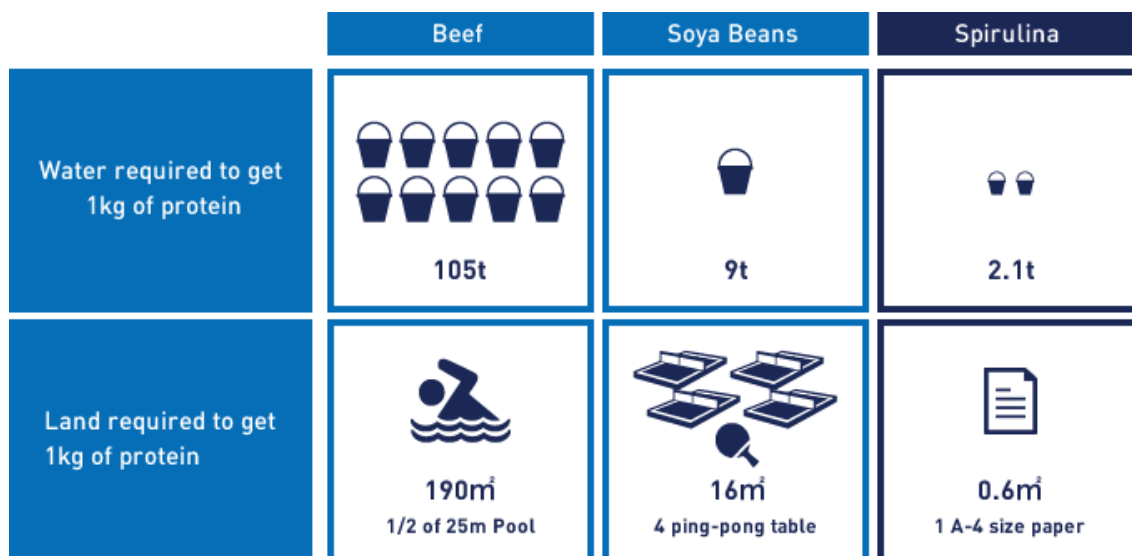 Beef
Soya Beans
Spirulina
Water required to get
1kg of protein
105t
9t
2.1t
Land required to get
1kg of protein
190㎡
1/2 of 25m Pool
16㎡
4 ping-pong table
0.6㎡
1 A-4 size paper